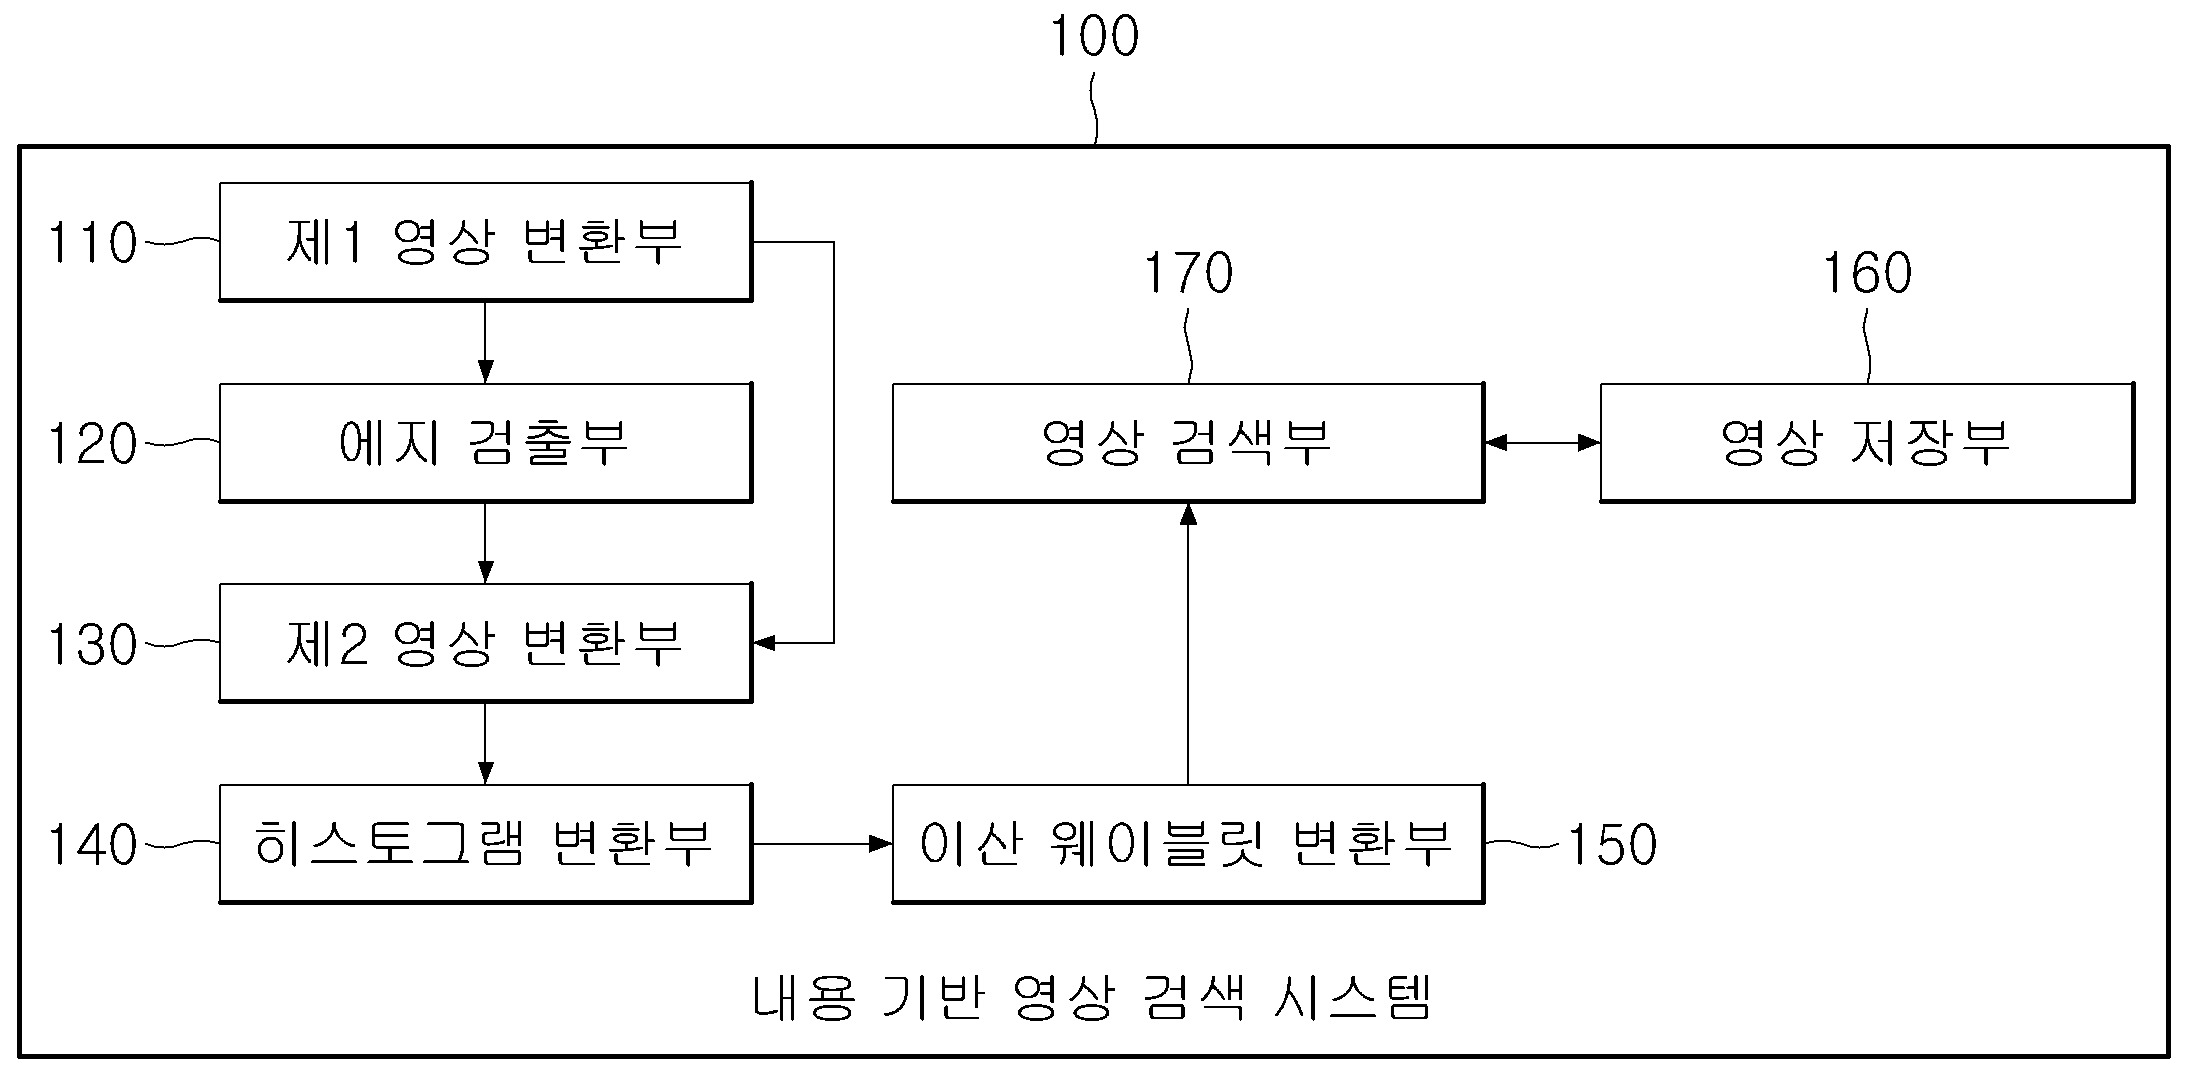 100
110 제1 영상 변환부
170 160
120 에지 검출부 영상 검색부 영상 저장부
130 제2 영상 변환부
140 히스토그램 변환부 이산 웨이블릿 변환부 150
내용 기반 영상 검색 시스템